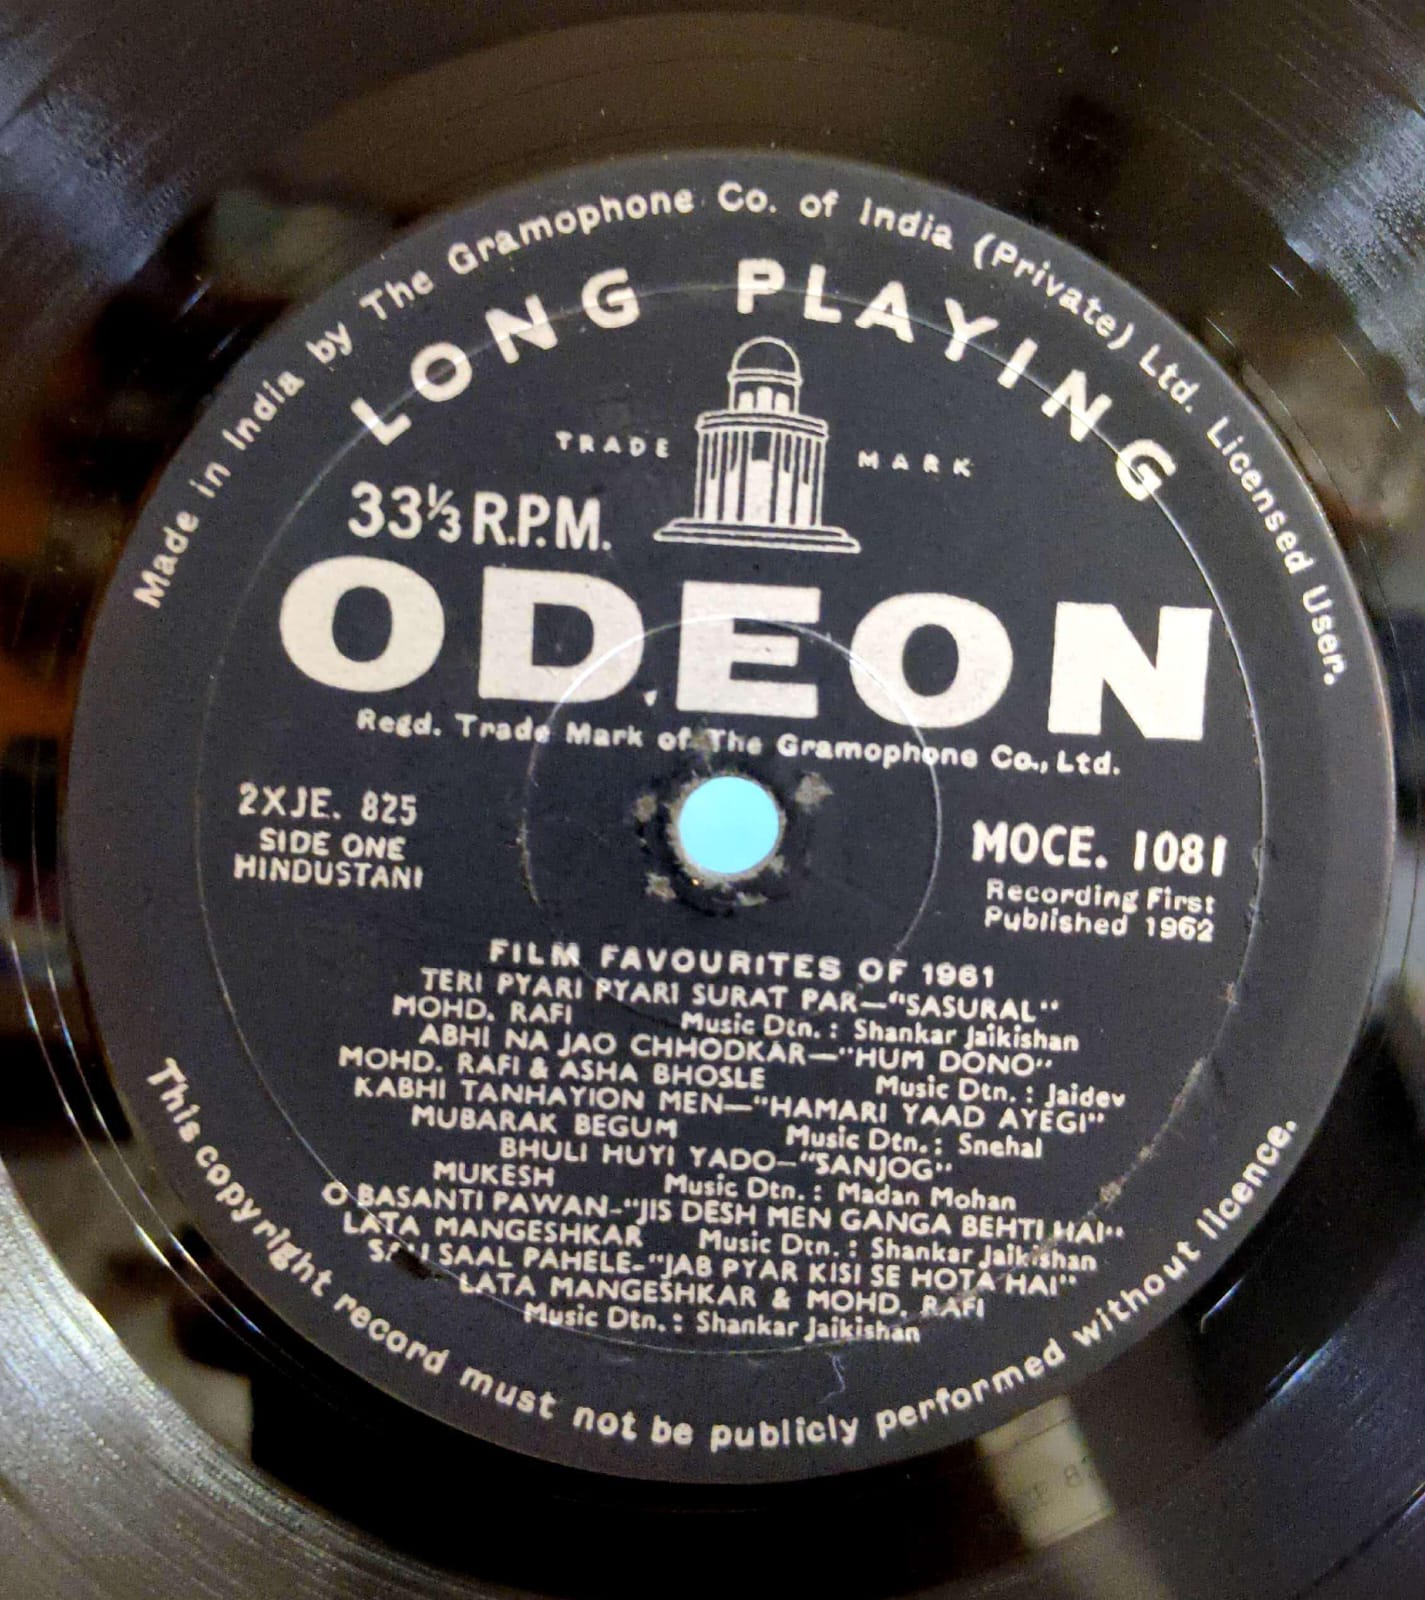 Made in India by The Gramophone Co. of India (Private) Ltd. Licensed User.
LONG PLAYING
TRADE MARK
33⅓ R.P.M.
ODEON
Regd. Trade Mark of The Gramophone Co., Ltd.
2XJE. 825
SIDE ONE
HINDUSTANI
MOCE. 1081
Recording First
Published 1962
FILM FAVOURITES OF 1961
TERI PYARI PYARI SURAT PAR—"SASURAL"
MOHD. RAFI Music Dtn. : Shankar Jaikishan
ABHI NA JAO CHHODKAR—"HUM DONO"
MOHD. RAFI & ASHA BHOSLE Music Dtn. : Jaidev
KABHI TANHAYION MEN—"HAMARI YAAD AYEGI"
MUBARAK BEGUM Music Dtn. : Snehal
BHULI HUYI YADO—"SANJOG"
MUKESH Music Dtn. : Madan Mohan
O BASANTI PAWAN-"JIS DESH MEN GANGA BEHTI HAI"
LATA MANGESHKAR Music Dtn. : Shankar Jaikishan
SAAL PAHELE-"JAB PYAR KISI SE HOTA HAI"
LATA MANGESHKAR & MOHD. RAFI
Music Dtn. : Shankar Jaikishan
This copyright record must not be publicly performed without licence.